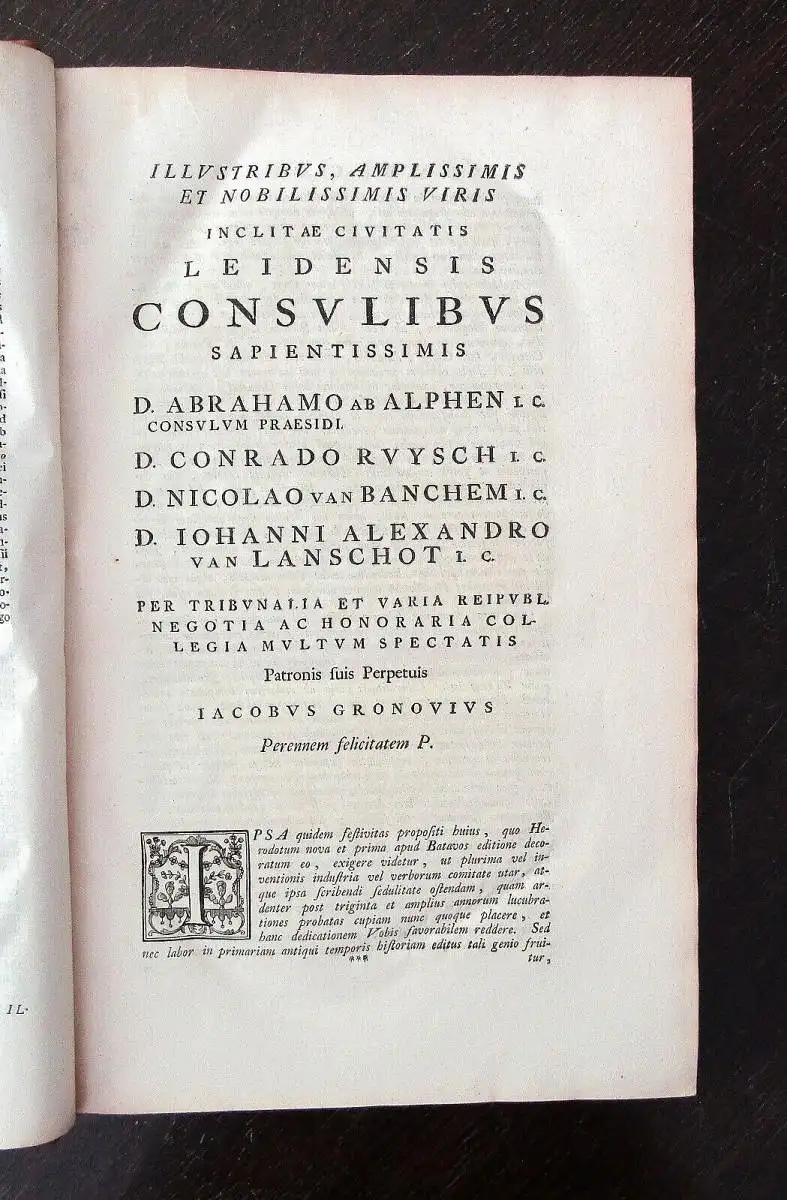 ILLVSTRIBVS, AMPLISSIMIS
ET NOBILISSIMIS VIRIS
INCLITAE CIVITATIS
LEIDENSIS
CONSVLIBVS
SAPIENTISSIMIS
D. ABRAHAMO AB ALPHEN I. C.
CONSVLVM PRAESIDI.
D. CONRADO RVYSCH I. C.
D. NICOLAO VAN BANCHEM I. C.
D. IOHANNI ALEXANDRO
VAN LANSCHOT I. C.
PER TRIBVNALIA ET VARIA REIPVBL.
NEGOTIA AC HONORARIA COL-
LEGIA MVLTVM SPECTATIS
Patronis ſuis Perpetuis
IACOBVS GRONOVIVS
Perennem felicitatem P.
IPSA quidem feſtivitas propoſiti huius, quo He-
rodotum nova et prima apud Batavos editione deco-
ratum eo, exigere videtur, ut plurima vel in-
ventionis induſtria vel verborum comitate utar, at-
que ipsa ſcribendi ſedulitate oſtendam, quam ar-
denter post triginta et amplius annorum lucubra-
tiones probatas cupiam nunc quoque placere, et
hanc dedicationem Vobis favorabilem reddere. Sed
nec labor in primariam antiqui temporis hiſtoriam editus tali genio frui-
*** tur,
IL-